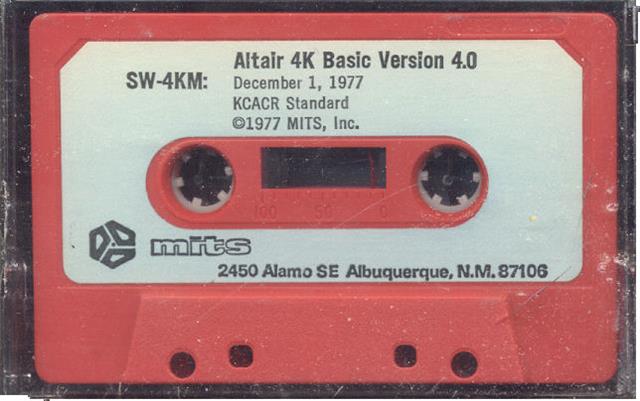 Altair 4K Basic Version 4.0
SW-4KM: December 1, 1977
KCACR Standard
©1977 MITS, Inc.
100 50 0
mits
2450 Alamo SE Albuquerque, N.M. 87106